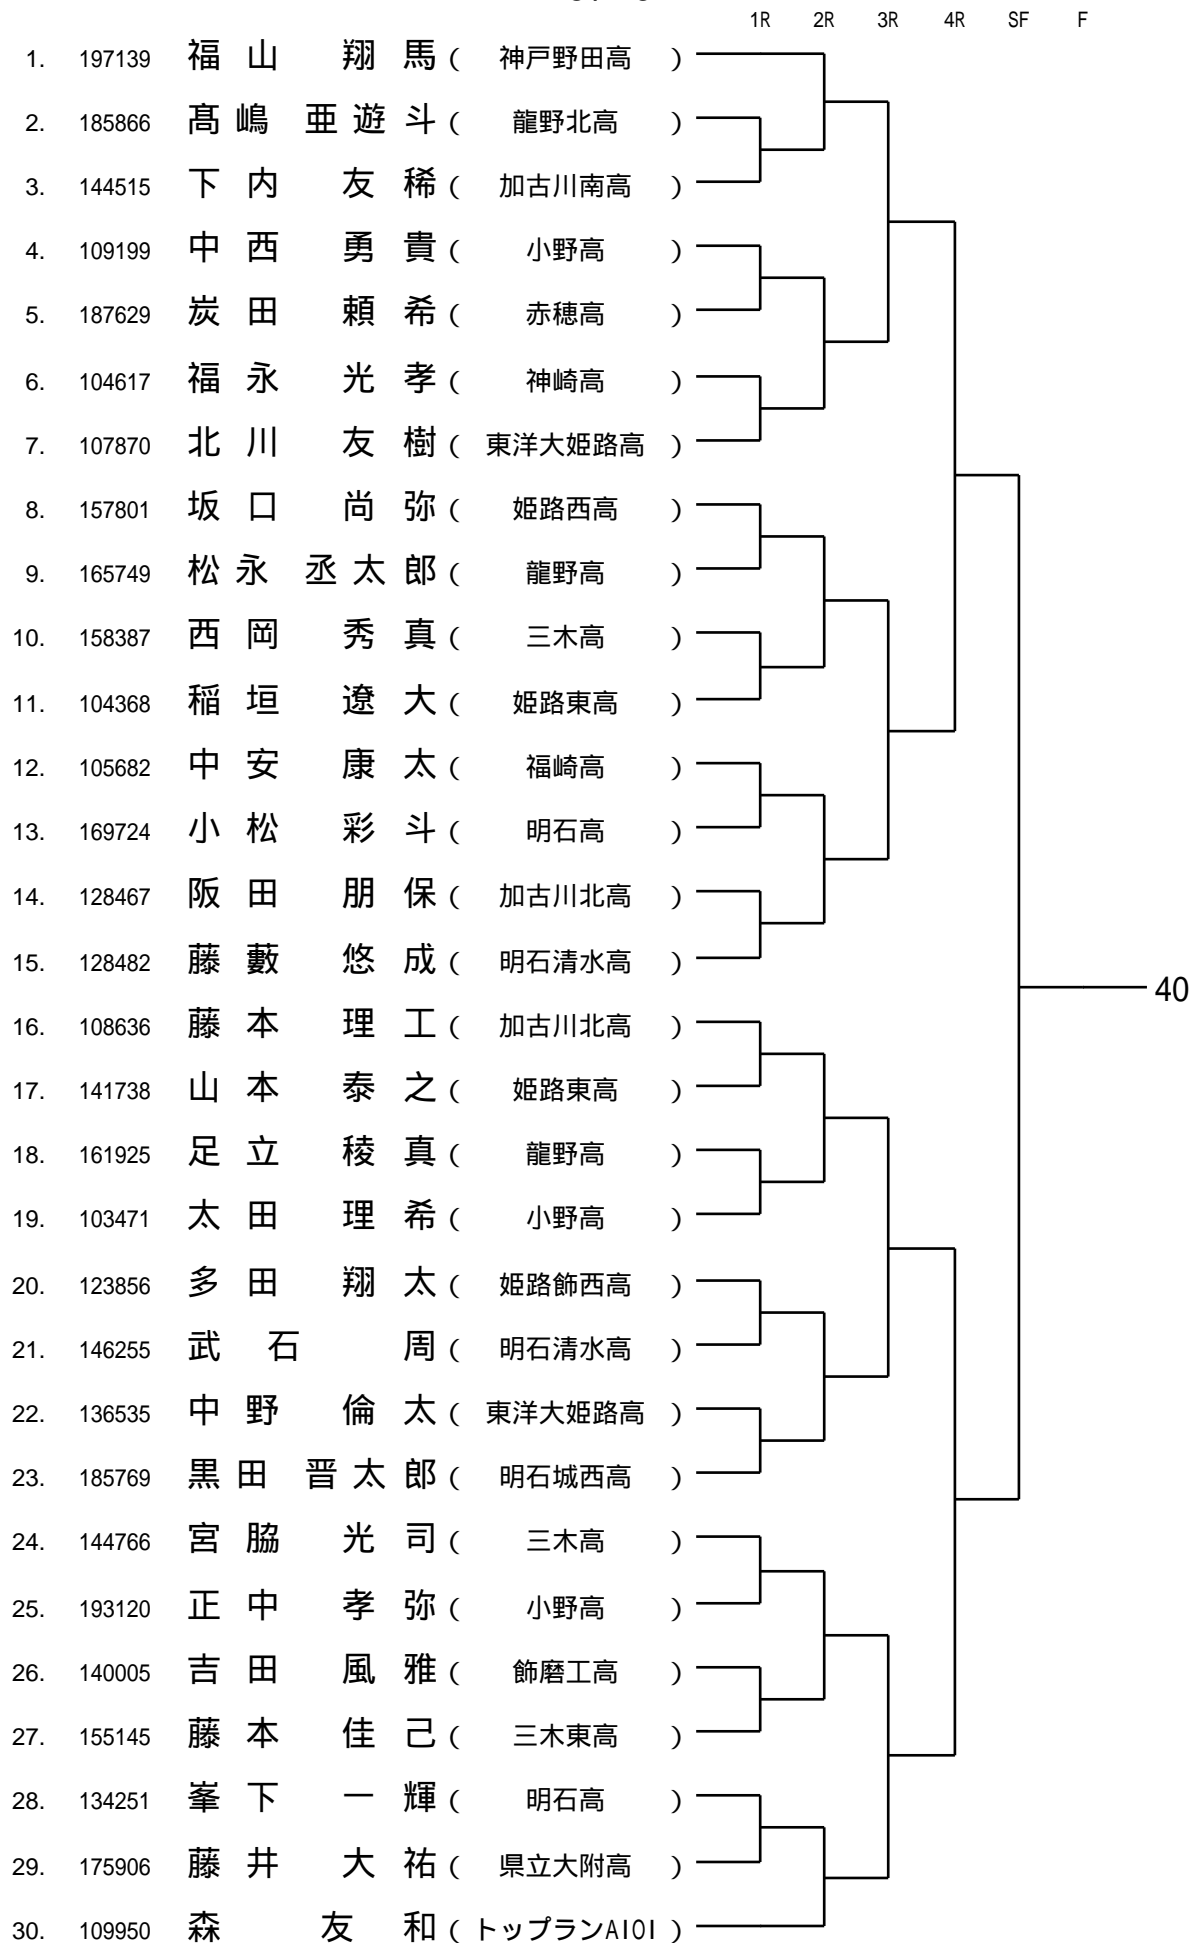 1R 2R 3R 4R SF F
1. 197139 福山 翔馬 ( 神戸野田高 )
2. 185866 髙嶋 亜遊斗 ( 龍野北高 )
3. 144515 下内 友稀 ( 加古川南高 )
4. 109199 中西 勇貴 ( 小野高 )
5. 187629 炭田 頼希 ( 赤穂高 )
6. 104617 福永 光孝 ( 神崎高 )
7. 107870 北川 友樹 ( 東洋大姫路高 )
8. 157801 坂口 尚弥 ( 姫路西高 )
9. 165749 松永 丞太郎 ( 龍野高 )
10. 158387 西岡 秀真 ( 三木高 )
11. 104368 稲垣 遼大 ( 姫路東高 )
12. 105682 中安 康太 ( 福崎高 )
13. 169724 小松 彩斗 ( 明石高 )
14. 128467 阪田 朋保 ( 加古川北高 )
15. 128482 藤藪 悠成 ( 明石清水高 )
40
16. 108636 藤本 理工 ( 加古川北高 )
17. 141738 山本 泰之 ( 姫路東高 )
18. 161925 足立 稜真 ( 龍野高 )
19. 103471 太田 理希 ( 小野高 )
20. 123856 多田 翔太 ( 姫路飾西高 )
21. 146255 武石 周 ( 明石清水高 )
22. 136535 中野 倫太 ( 東洋大姫路高 )
23. 185769 黒田 晋太郎 ( 明石城西高 )
24. 144766 宮脇 光司 ( 三木高 )
25. 193120 正中 孝弥 ( 小野高 )
26. 140005 吉田 風雅 ( 飾磨工高 )
27. 155145 藤本 佳己 ( 三木東高 )
28. 134251 峯下 一輝 ( 明石高 )
29. 175906 藤井 大祐 ( 県立大附高 )
30. 109950 森 友和 ( トップランAIOI )